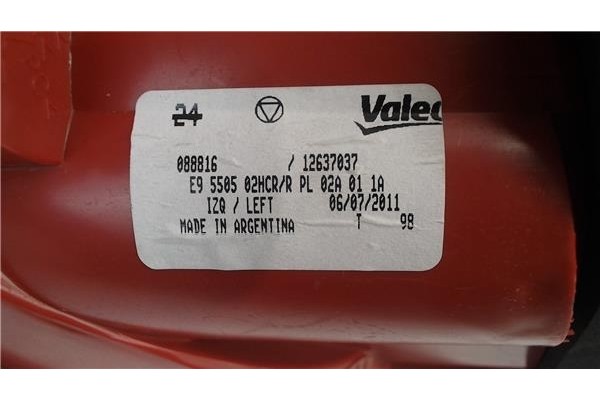 24 Valeo
088816 / 12637037
E9 5505 02HCR/R PL 02A 01 1A
IZQ / LEFT 06/07/2011
MADE IN ARGENTINA T 98